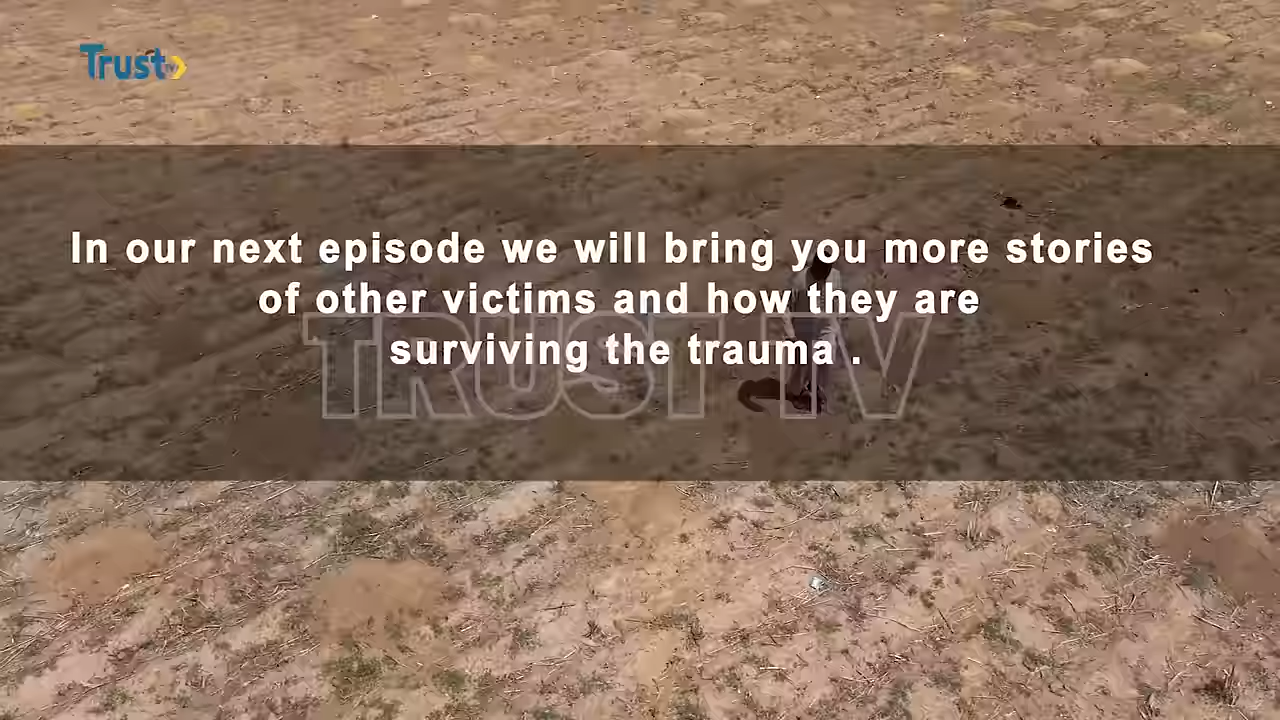 Trust TV
In our next episode we will bring you more stories
of other victims and how they are
surviving the trauma .
TRUST TV